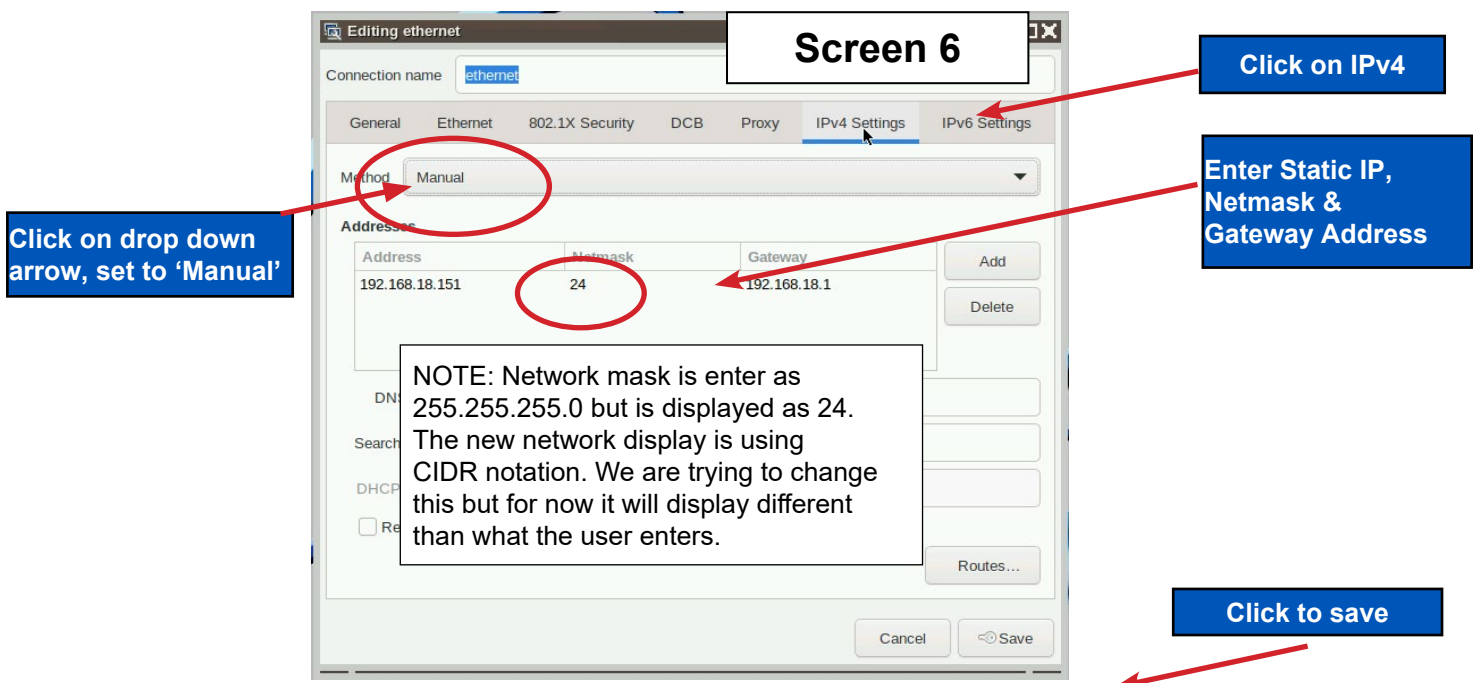 Editing ethernet
Screen 6
Connection name ethernet
Click on IPv4
General Ethernet 802.1X Security DCB Proxy IPv4 Settings IPv6 Settings
Method Manual
Enter Static IP,
Netmask &
Gateway Address
Click on drop down
arrow, set to ‘Manual’
Addresses
Address Netmask Gateway
Add
192.168.18.151 24 192.168.18.1
Delete
NOTE: Network mask is enter as
255.255.255.0 but is displayed as 24.
The new network display is using
CIDR notation. We are trying to change
this but for now it will display different
than what the user enters.
DNS
Search
DHCP
Re
Routes...
Click to save
Cancel Save